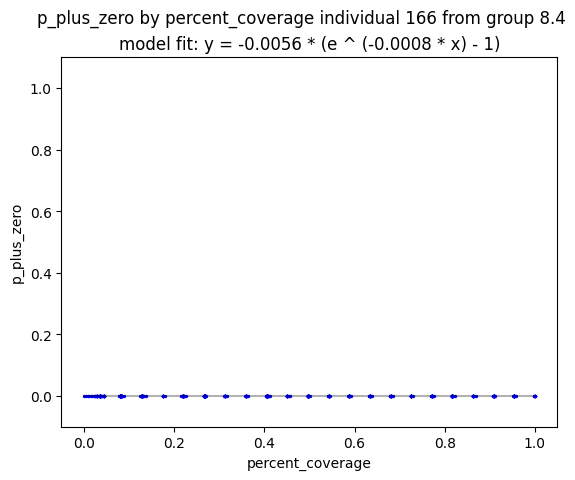 p_plus_zero by percent_coverage individual 166 from group 8.4
model fit: y = -0.0056 * (e ^ (-0.0008 * x) - 1)
1.0
0.8
0.6
0.4
0.2
0.0
p_plus_zero
0.0 0.2 0.4 0.6 0.8 1.0
percent_coverage